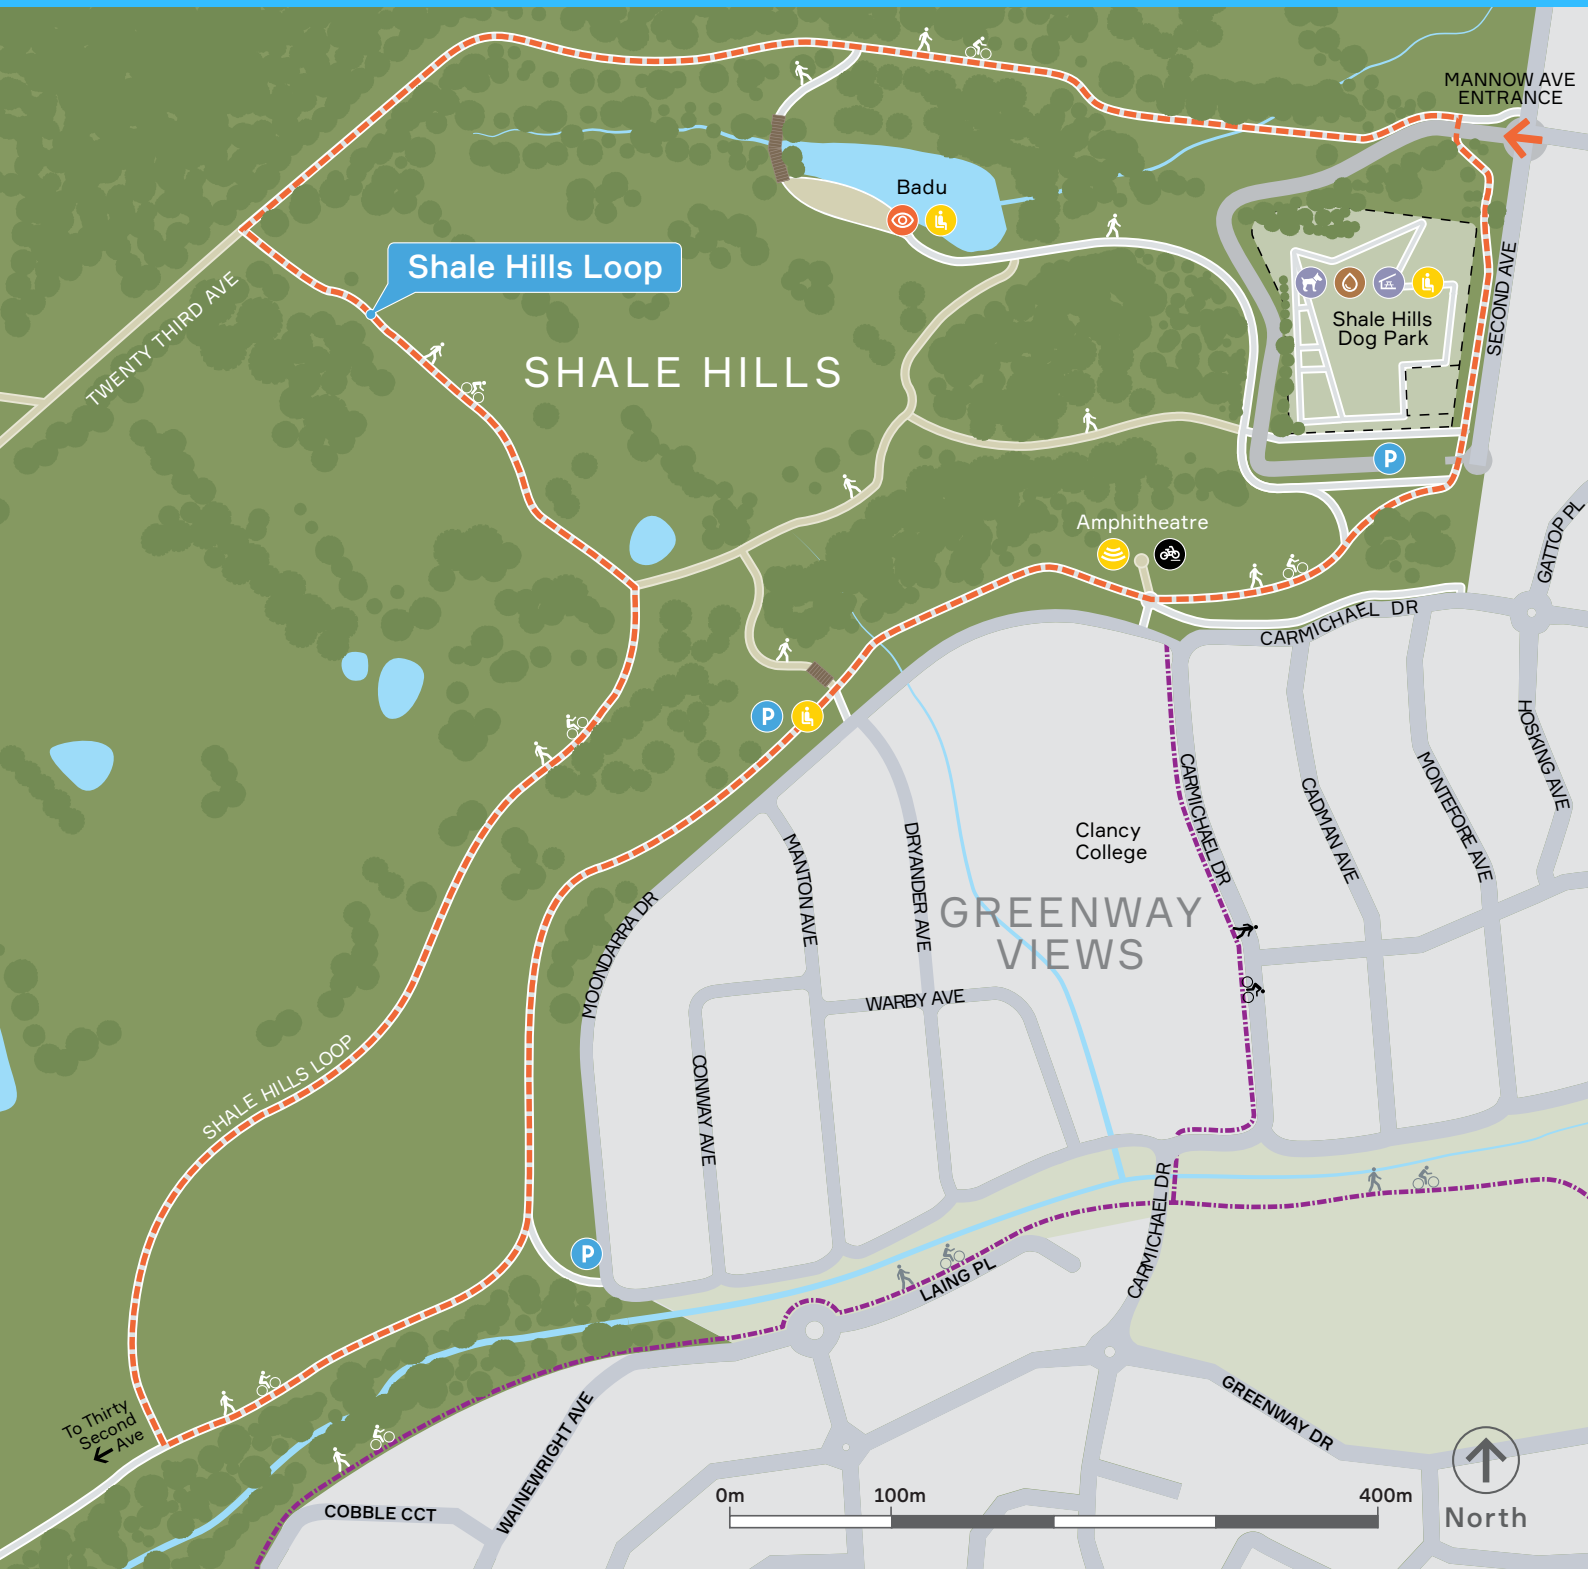 MANNOW AVE
ENTRANCE
Badu
Shale Hills Loop
TWENTY THIRD AVE
SECOND AVE
Shale Hills
Dog Park
SHALE HILLS
P
Amphitheatre
GATTOP PL
CARMICHAEL DR
P
HOSKING AVE
CARMICHAEL DR
CADMAN AVE
MONTEFORE AVE
Clancy
College
MANTON AVE
DRYANDER AVE
MOONDARRA DR
GREENWAY
VIEWS
WARBY AVE
CONWAY AVE
SHALE HILLS LOOP
CARMICHAEL DR
P
LAING PL
To Thirty
Second
Ave
WAINEWRIGHT AVE
GREENWAY DR
COBBLE CCT
0m 100m 400m
North